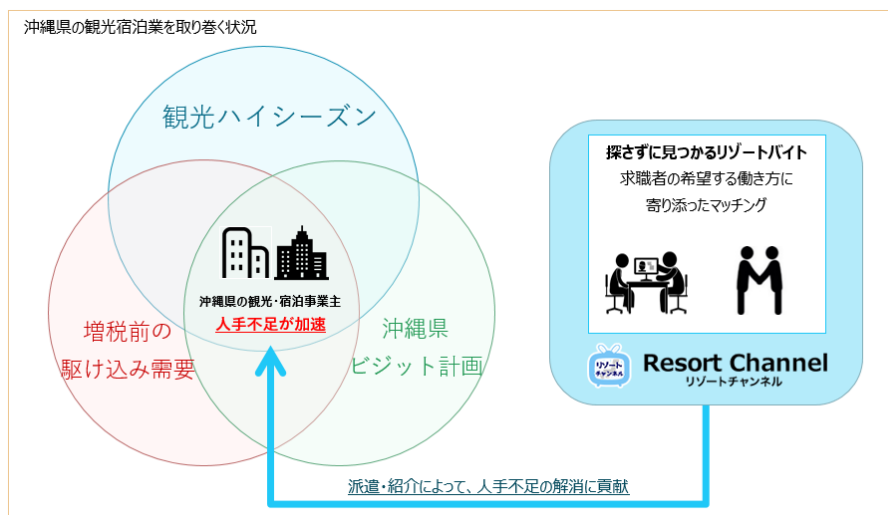 沖縄県の観光宿泊業を取り巻く状況
観光ハイシーズン
増税前の
駆け込み需要
沖縄県
ビジット計画
沖縄県の観光・宿泊事業主
人手不足が加速
探さずに見つかるリゾートバイト
求職者の希望する働き方に
寄り添ったマッチング
リゾート
チャンネル
Resort Channel
リゾートチャンネル
派遣・紹介によって、人手不足の解消に貢献